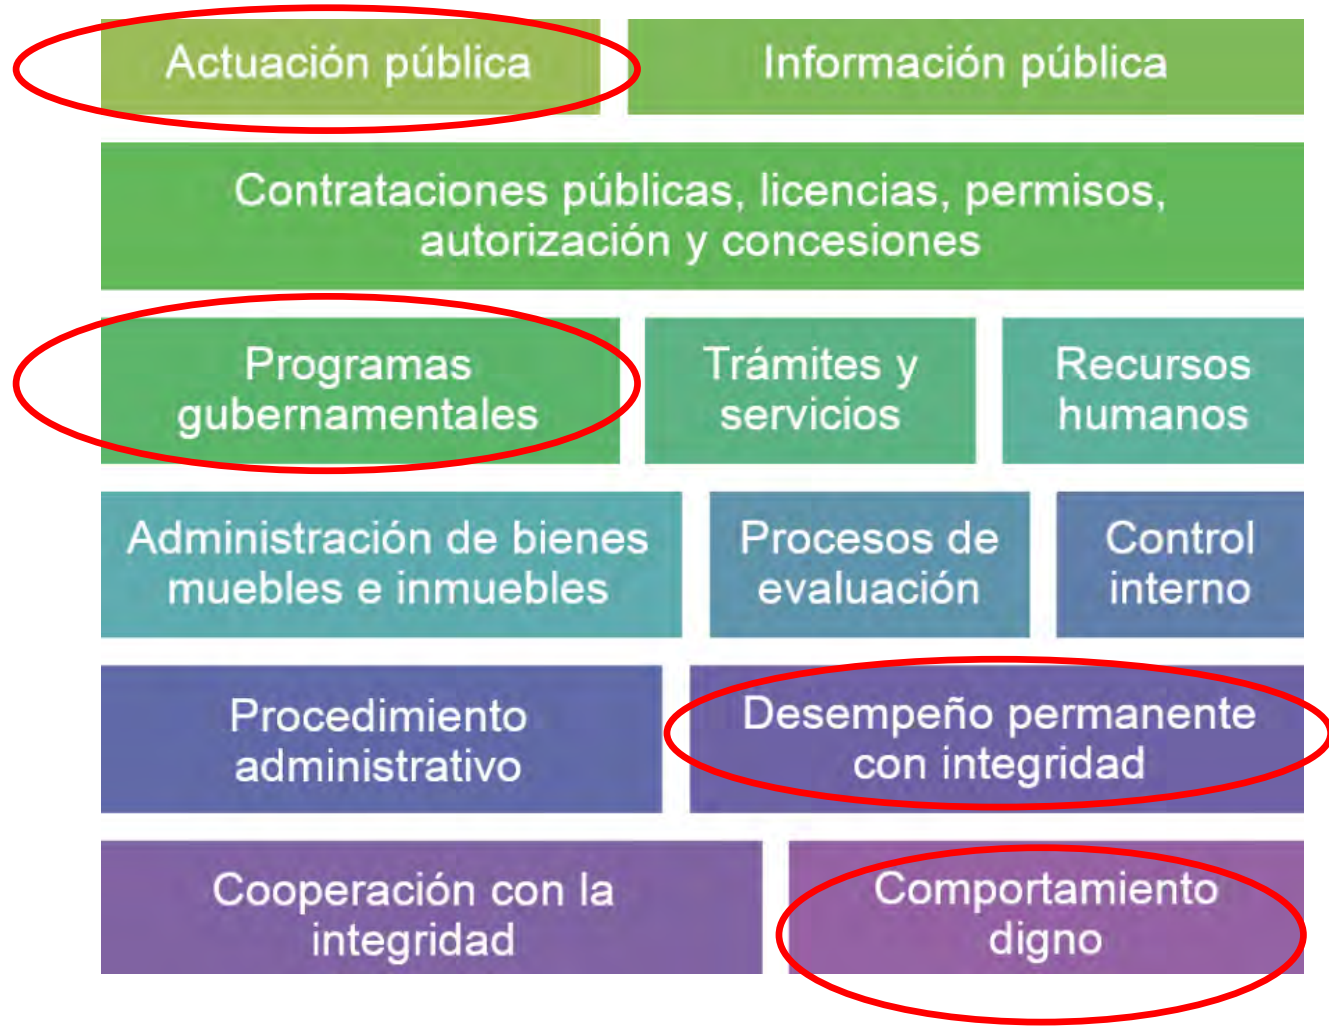 Actuación pública
Información pública
Contrataciones públicas, licencias, permisos,
autorización y concesiones
Programas
gubernamentales
Trámites y
servicios
Recursos
humanos
Administración de bienes
muebles e inmuebles
Procesos de
evaluación
Control
interno
Procedimiento
administrativo
Desempeño permanente
con integridad
Cooperación con la
integridad
Comportamiento
digno